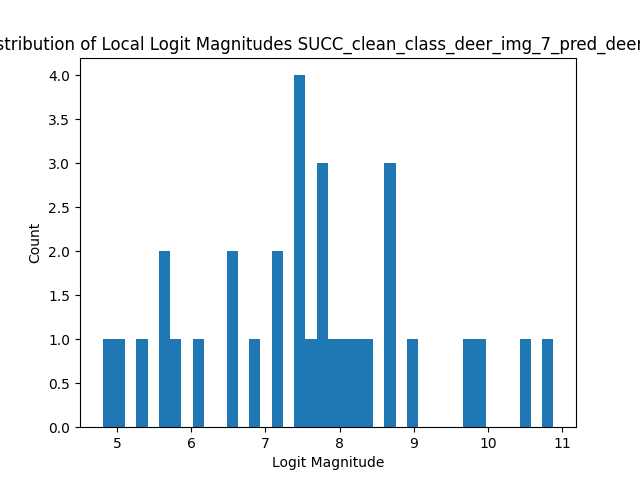 stribution of Local Logit Magnitudes SUCC_clean_class_deer_img_7_pred_deer
4.0
3.5
3.0
2.5
2.0
1.5
1.0
0.5
0.0
Count
5 6 7 8 9 10 11
Logit Magnitude